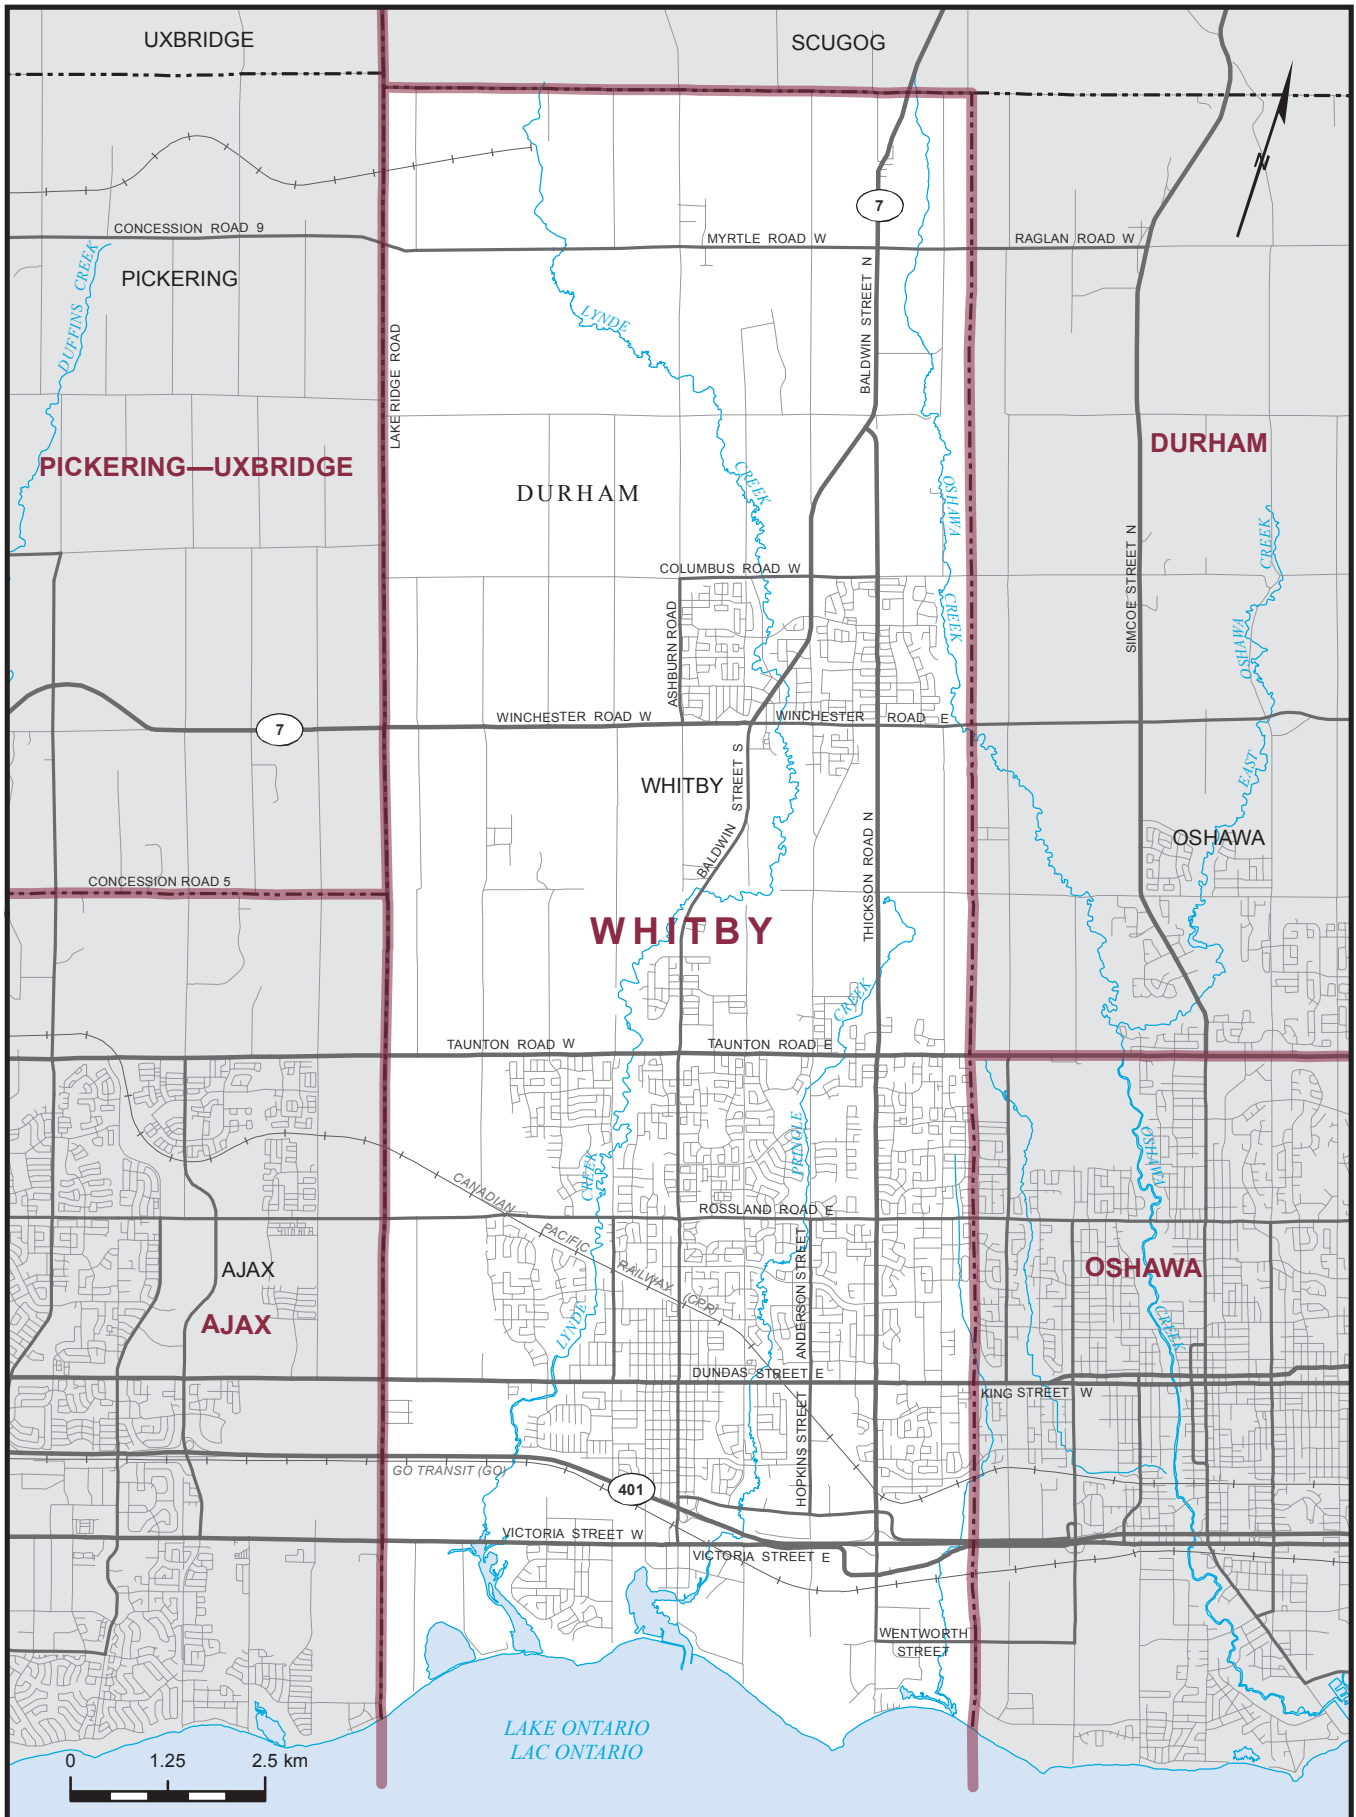 UXBRIDGE
SCUGOG
N
7
CONCESSION ROAD 9
MYRTLE ROAD W
RAGLAN ROAD W
PICKERING
DUFFINS CREEK
LYNDE
BALDWIN STREET N
LAKE RIDGE ROAD
PICKERING—UXBRIDGE
DURHAM
DURHAM
CREEK
OSHAWA
CREEK
COLUMBUS ROAD W
ASHBURN ROAD
SIMCOE STREET N
CREEK
OSHAWA
EAST
7
WINCHESTER ROAD W
WINCHESTER ROAD E
WHITBY
BALDWIN STREET S
THICKSON ROAD N
OSHAWA
CONCESSION ROAD 5
WHITBY
CREEK
TAUNTON ROAD W
TAUNTON ROAD E
PRINGLE
OSHAWA
CREEK
CREEK
CANADIAN PACIFIC RAILWAY (CPR)
ROSSLAND ROAD E
ANDERSON STREET
AJAX
AJAX
OSHAWA
LYNDE
DUNDAS STREET E
KING STREET W
HOPKINS STREET
GO TRANSIT (GO)
401
VICTORIA STREET W
VICTORIA STREET E
WENTWORTH
STREET
LAKE ONTARIO
LAC ONTARIO
0 1.25 2.5 km